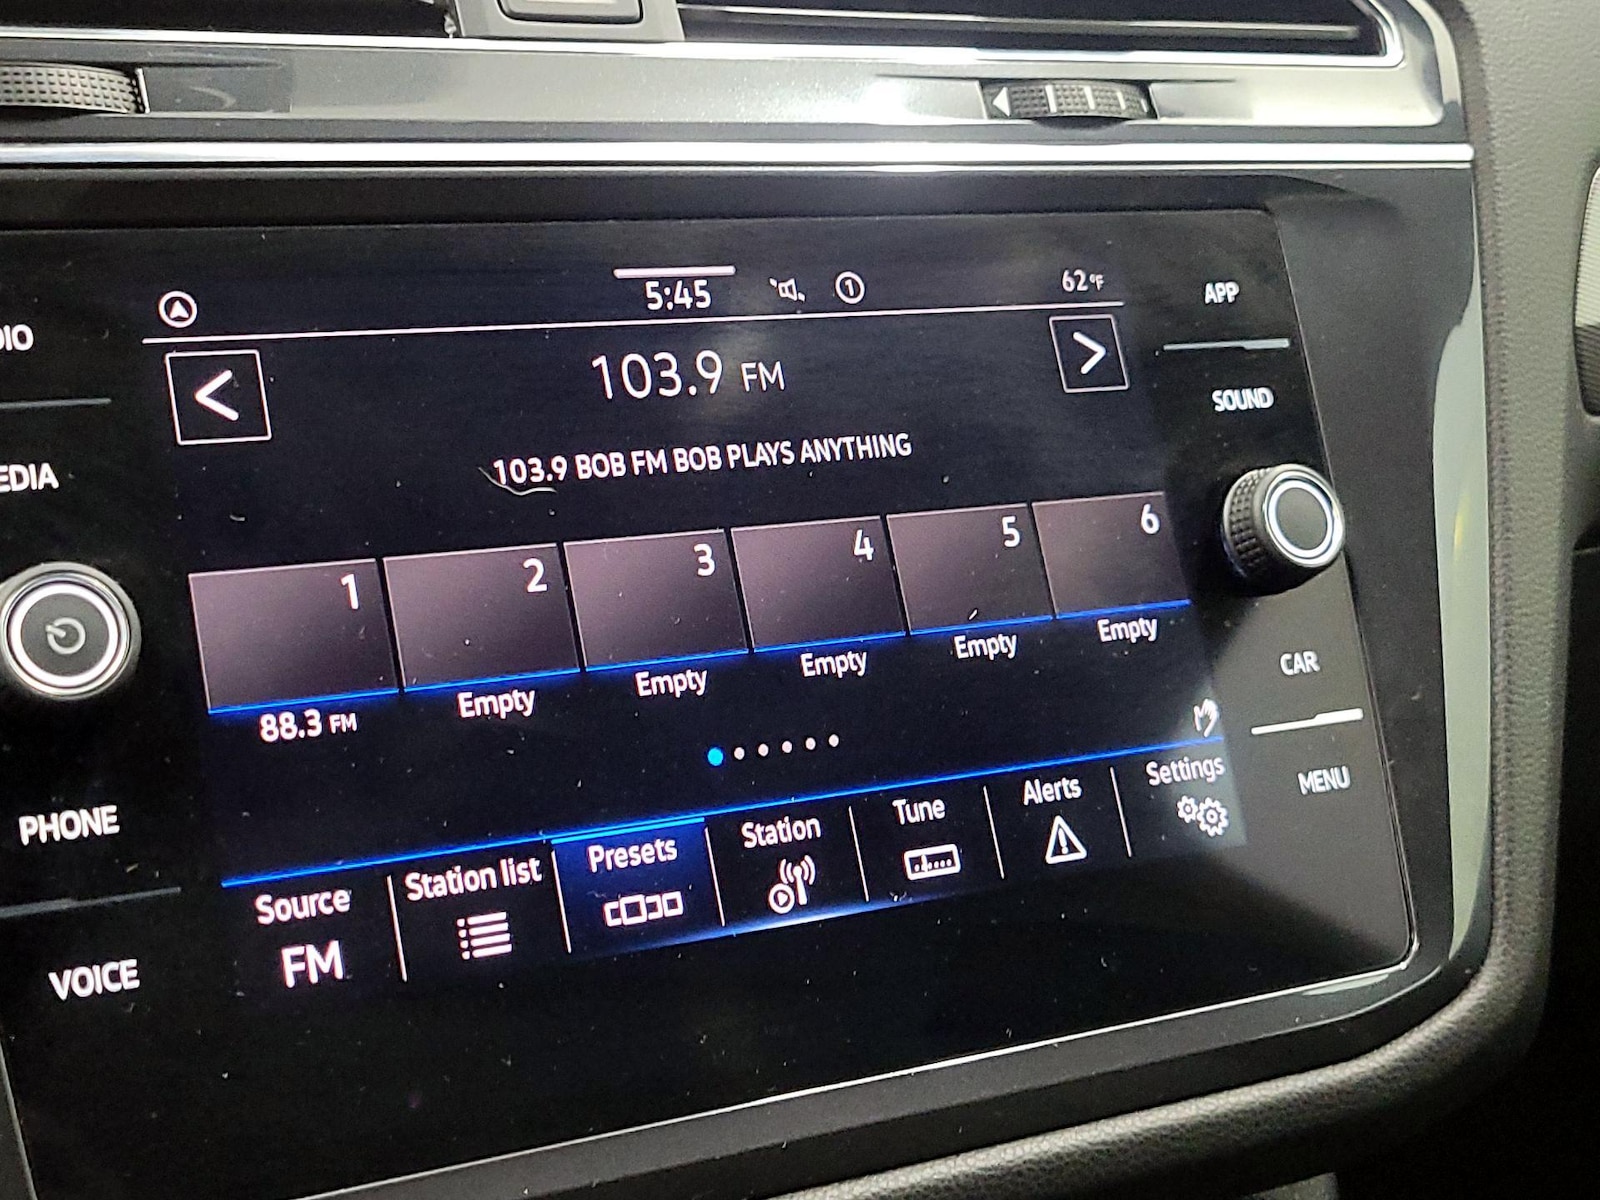 5:45 1 62°F
103.9 FM
103.9 BOB FM BOB PLAYS ANYTHING
1 2 3 4 5 6
88.3 FM Empty Empty Empty Empty Empty
Source Station list Presets Station Tune Alerts Settings
FM
DIO
EDIA
PHONE
VOICE
APP
SOUND
CAR
MENU